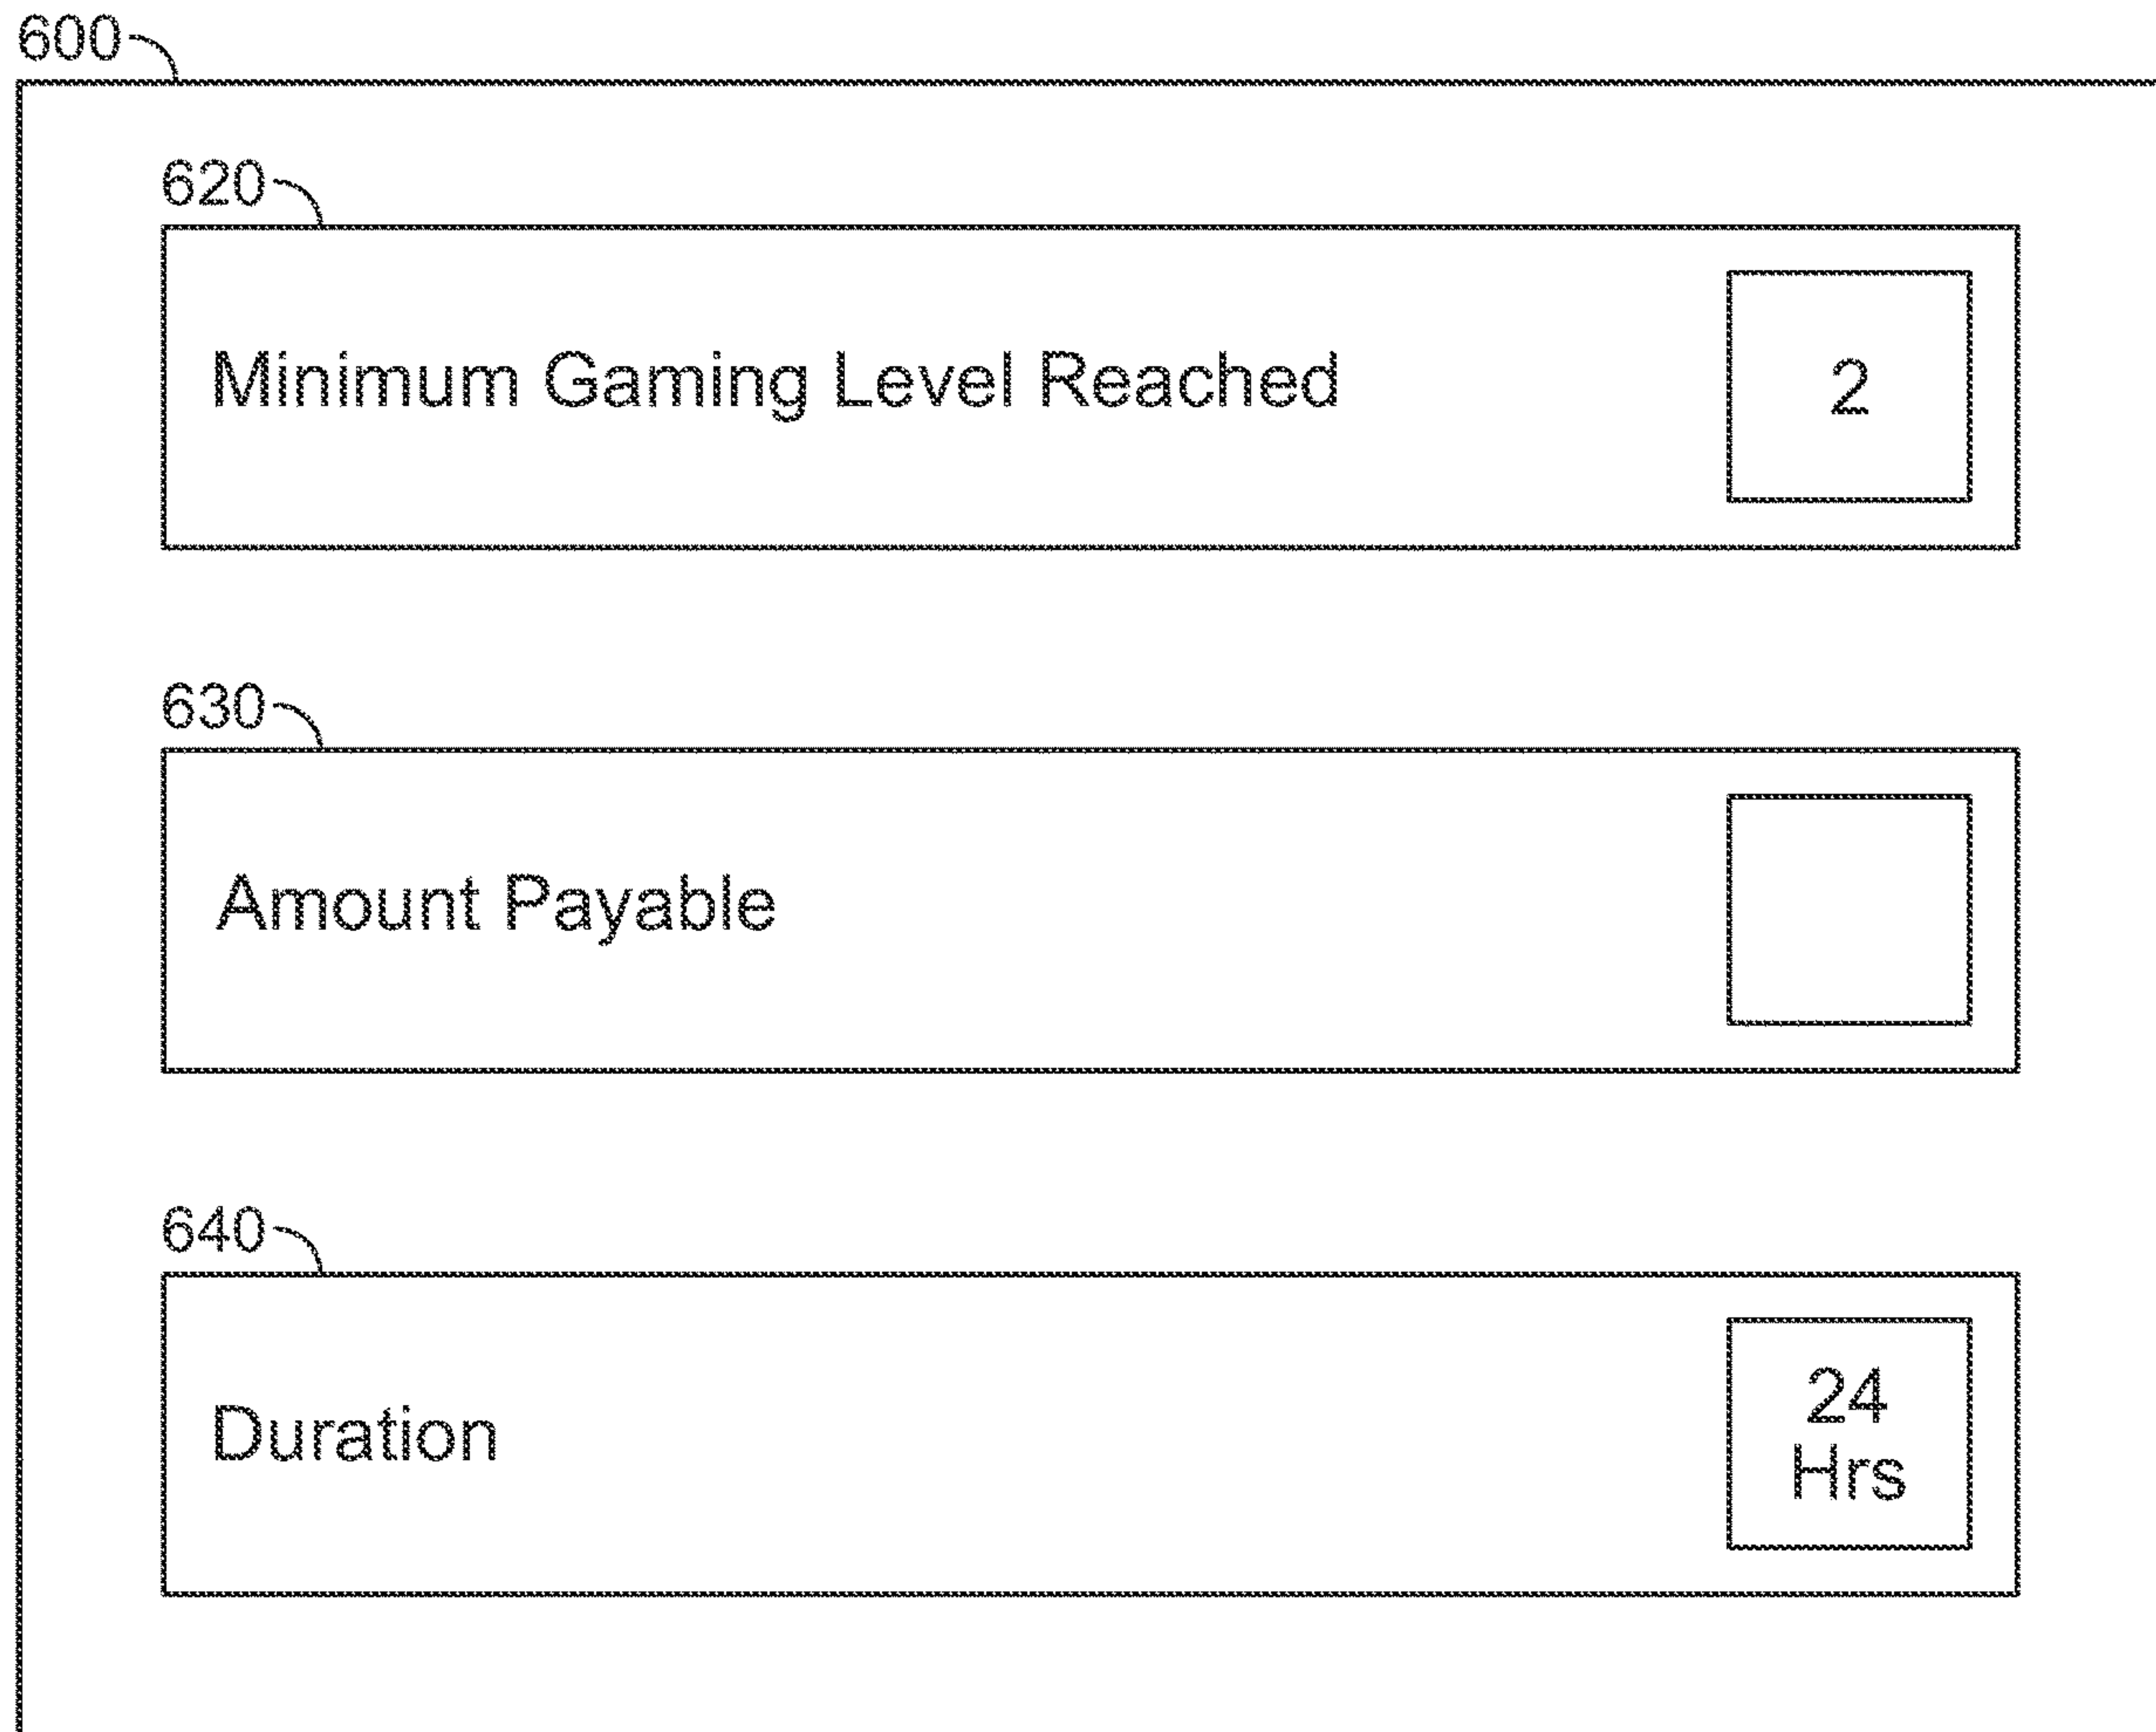 600
620
Minimum Gaming Level Reached 2
630
Amount Payable
640
Duration 24 Hrs